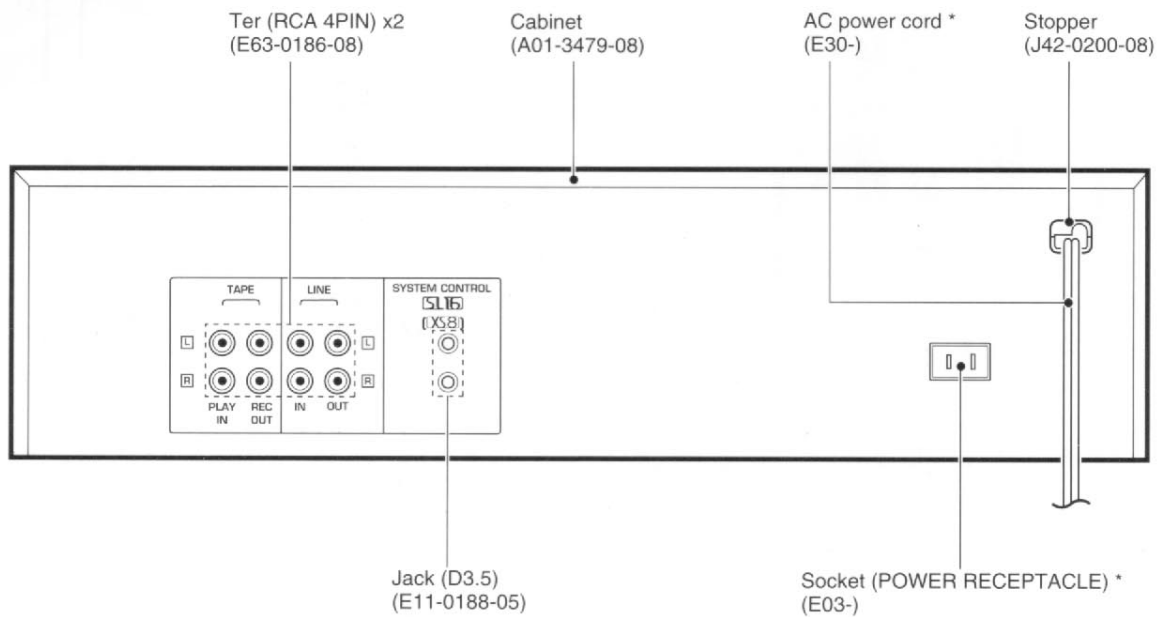 Ter (RCA 4PIN) x2
(E63-0186-08)
Cabinet
(A01-3479-08)
AC power cord *
(E30-)
Stopper
(J42-0200-08)
TAPE
LINE
SYSTEM CONTROL
SL16
XS8
L
L
R
R
PLAY
IN
REC
OUT
IN
OUT
Jack (D3.5)
(E11-0188-05)
Socket (POWER RECEPTACLE) *
(E03-)